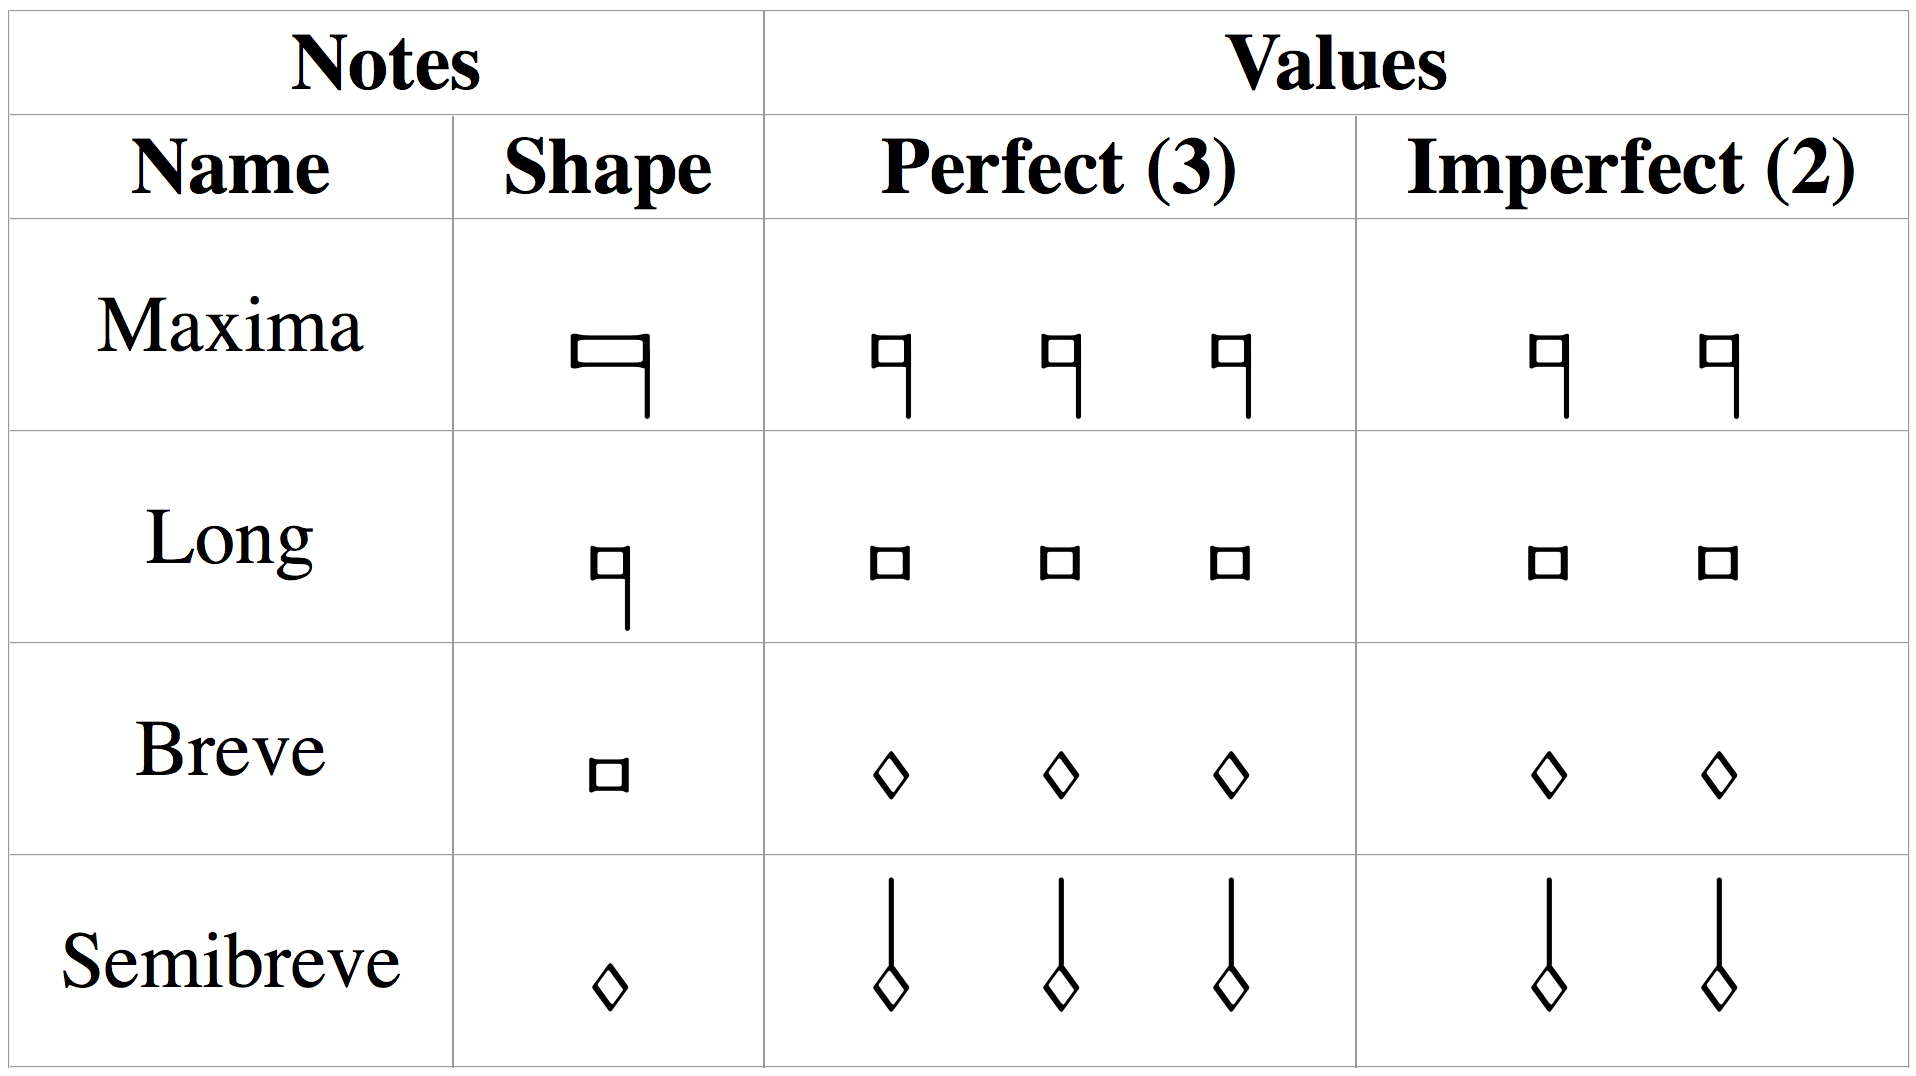 Notes Values
Name Shape Perfect (3) Imperfect (2)
Maxima
Long
Breve
Semibreve